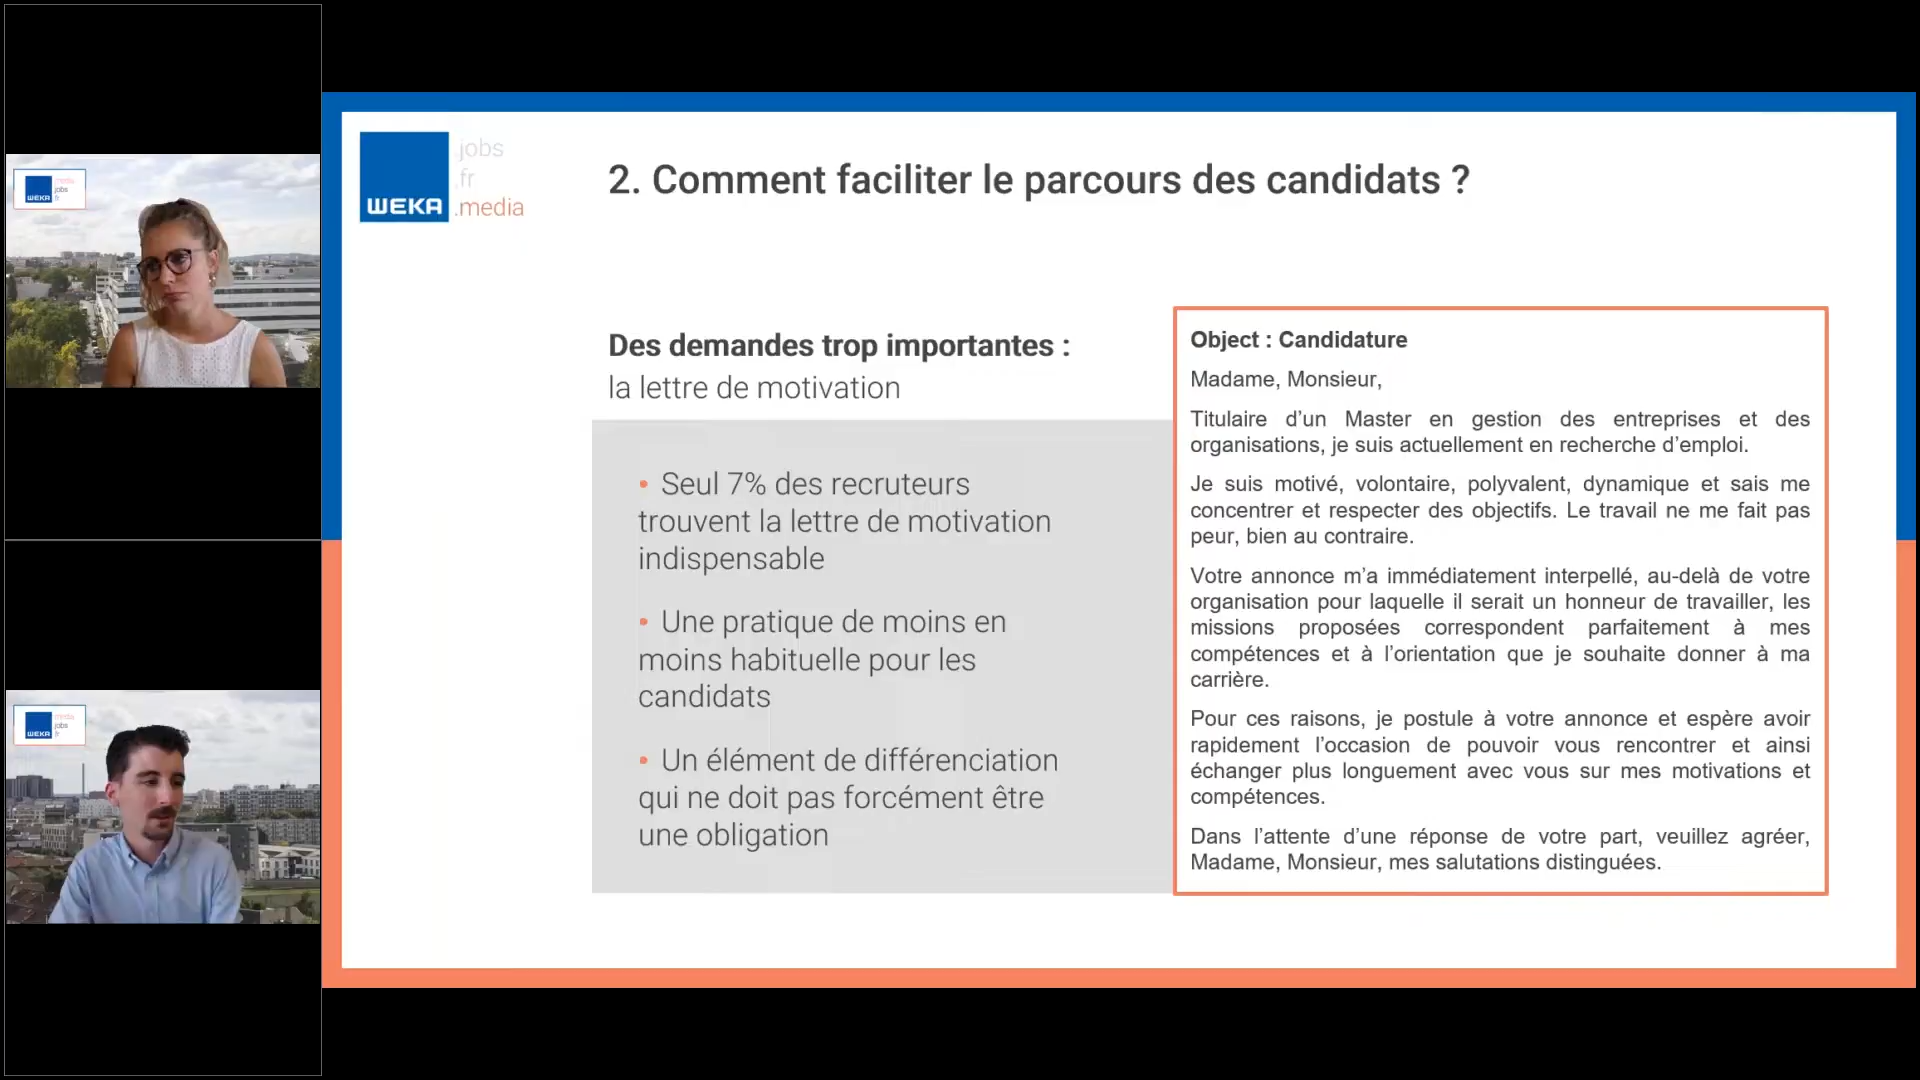 WEKA
media
jobs
fr
WEKA
media
jobs
fr
jobs
.fr
WEKA
.media
2. Comment faciliter le parcours des candidats ?
Des demandes trop importantes :
la lettre de motivation
• Seul 7% des recruteurs
trouvent la lettre de motivation
indispensable
• Une pratique de moins en
moins habituelle pour les
candidats
• Un élément de différenciation
qui ne doit pas forcément être
une obligation
Object : Candidature
Madame, Monsieur,
Titulaire d’un Master en gestion des entreprises et des
organisations, je suis actuellement en recherche d’emploi.
Je suis motivé, volontaire, polyvalent, dynamique et sais me
concentrer et respecter des objectifs. Le travail ne me fait pas
peur, bien au contraire.
Votre annonce m’a immédiatement interpellé, au-delà de votre
organisation pour laquelle il serait un honneur de travailler, les
missions proposées correspondent parfaitement à mes
compétences et à l’orientation que je souhaite donner à ma
carrière.
Pour ces raisons, je postule à votre annonce et espère avoir
rapidement l’occasion de pouvoir vous rencontrer et ainsi
échanger plus longuement avec vous sur mes motivations et
compétences.
Dans l’attente d’une réponse de votre part, veuillez agréer,
Madame, Monsieur, mes salutations distinguées.